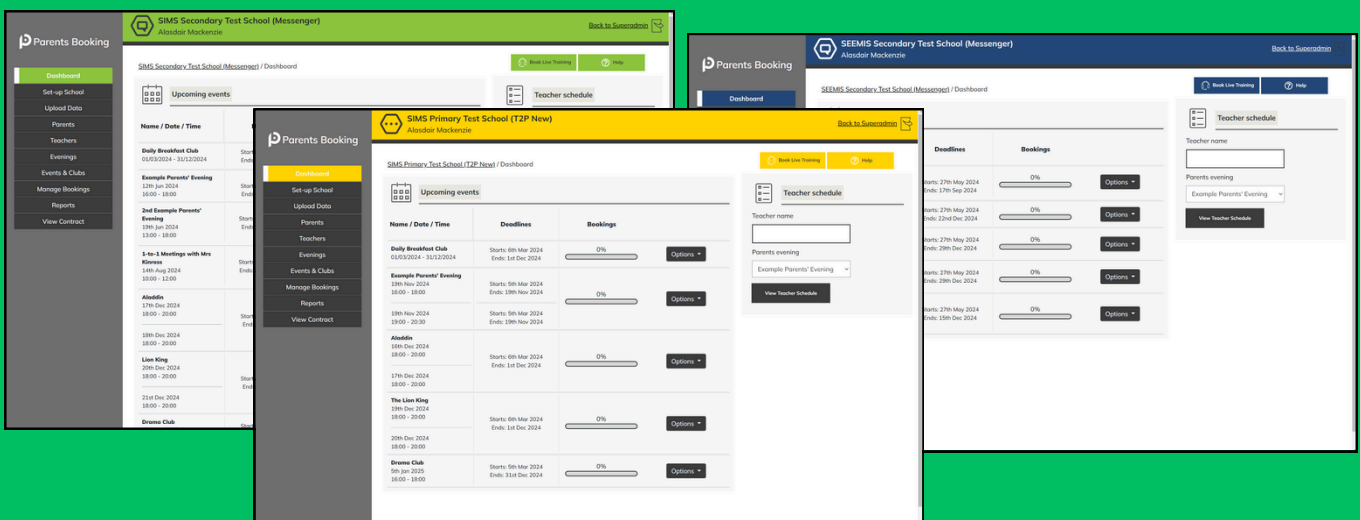 SIMS Secondary Test School (Messenger)
Alasdair Mackenzie
Back to Superadmin
Parents Booking
SIMS Secondary Test School (Messenger) / Dashboard
Book Live Training
Help
Dashboard
Set-up School
Upload Data
Parents
Teachers
Evenings
Events & Clubs
Manage Bookings
Reports
View Contract
Upcoming events
Teacher schedule
Name / Date / Time
Daily Breakfast Club
01/03/2024 - 31/12/2024
Example Parents' Evening
12th Jun 2024
16:00 - 18:00
2nd Example Parents'
Evening
19th Jun 2024
13:00 - 18:00
1-to-1 Meetings with Mrs
Kinross
14th Aug 2024
10:00 - 12:00
Aladdin
17th Dec 2024
18:00 - 20:00
18th Dec 2024
18:00 - 20:00
Lion King
20th Dec 2024
18:00 - 20:00
21st Dec 2024
18:00 - 20:00
Drama Club
SIMS Primary Test School (T2P New)
Alasdair Mackenzie
Back to Superadmin
Parents Booking
SIMS Primary Test School (T2P New) / Dashboard
Book Live Training
Help
Dashboard
Set-up School
Upload Data
Parents
Teachers
Evenings
Events & Clubs
Manage Bookings
Reports
View Contract
Upcoming events
Name / Date / Time
Deadlines
Bookings
Daily Breakfast Club
01/03/2024 - 31/12/2024
Starts: 6th Mar 2024
Ends: 1st Dec 2024
0%
Options
Example Parents' Evening
19th Nov 2024
16:00 - 18:00
Starts: 5th Mar 2024
Ends: 19th Nov 2024
0%
Options
19th Nov 2024
19:00 - 20:30
Starts: 5th Mar 2024
Ends: 19th Nov 2024
Aladdin
16th Dec 2024
18:00 - 20:00
Starts: 6th Mar 2024
Ends: 1st Dec 2024
0%
Options
17th Dec 2024
18:00 - 20:00
The Lion King
19th Dec 2024
18:00 - 20:00
Starts: 6th Mar 2024
Ends: 1st Dec 2024
0%
Options
20th Dec 2024
18:00 - 20:00
Drama Club
5th Jan 2025
16:00 - 18:00
Starts: 5th Mar 2024
Ends: 31st Dec 2024
0%
Options
Teacher schedule
Teacher name
Parents evening
Example Parents' Evening
View Teacher Schedule
SEEMIS Secondary Test School (Messenger)
Alasdair Mackenzie
Back to Superadmin
Parents Booking
SEEMIS Secondary Test School (Messenger) / Dashboard
Book Live Training
Help
Dashboard
Deadlines
Bookings
Starts: 27th May 2024
Ends: 17th Sep 2024
0%
Options
Starts: 27th May 2024
Ends: 22nd Dec 2024
0%
Options
Starts: 27th May 2024
Ends: 29th Dec 2024
0%
Options
Starts: 27th May 2024
Ends: 29th Dec 2024
0%
Options
Starts: 27th May 2024
Ends: 15th Dec 2024
0%
Options
Teacher schedule
Teacher name
Parents evening
Example Parents' Evening
View Teacher Schedule